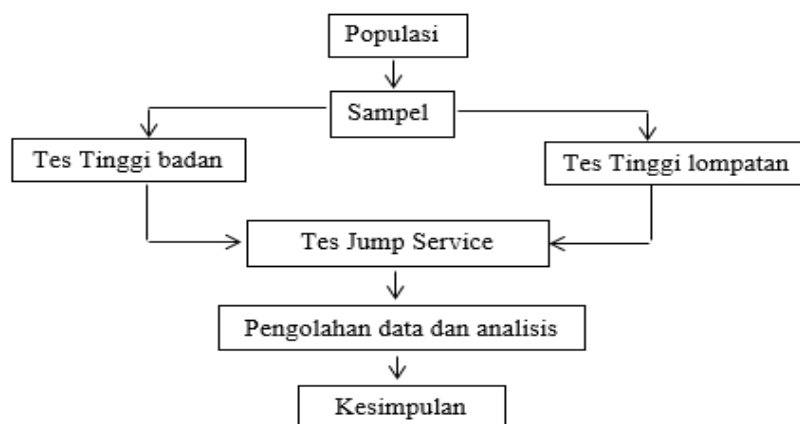 Populasi
Sampel
Tes Tinggi badan
Tes Tinggi lompatan
Tes Jump Service
Pengolahan data dan analisis
Kesimpulan